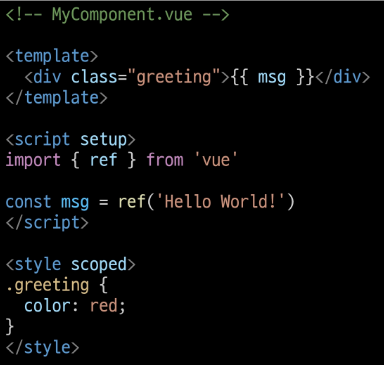 <!-- MyComponent.vue -->

<template>
  <div class="greeting">{{ msg }}</div>
</template>

<script setup>
import { ref } from 'vue'

const msg = ref('Hello World!')
</script>

<style scoped>
.greeting {
  color: red;
}
</style>